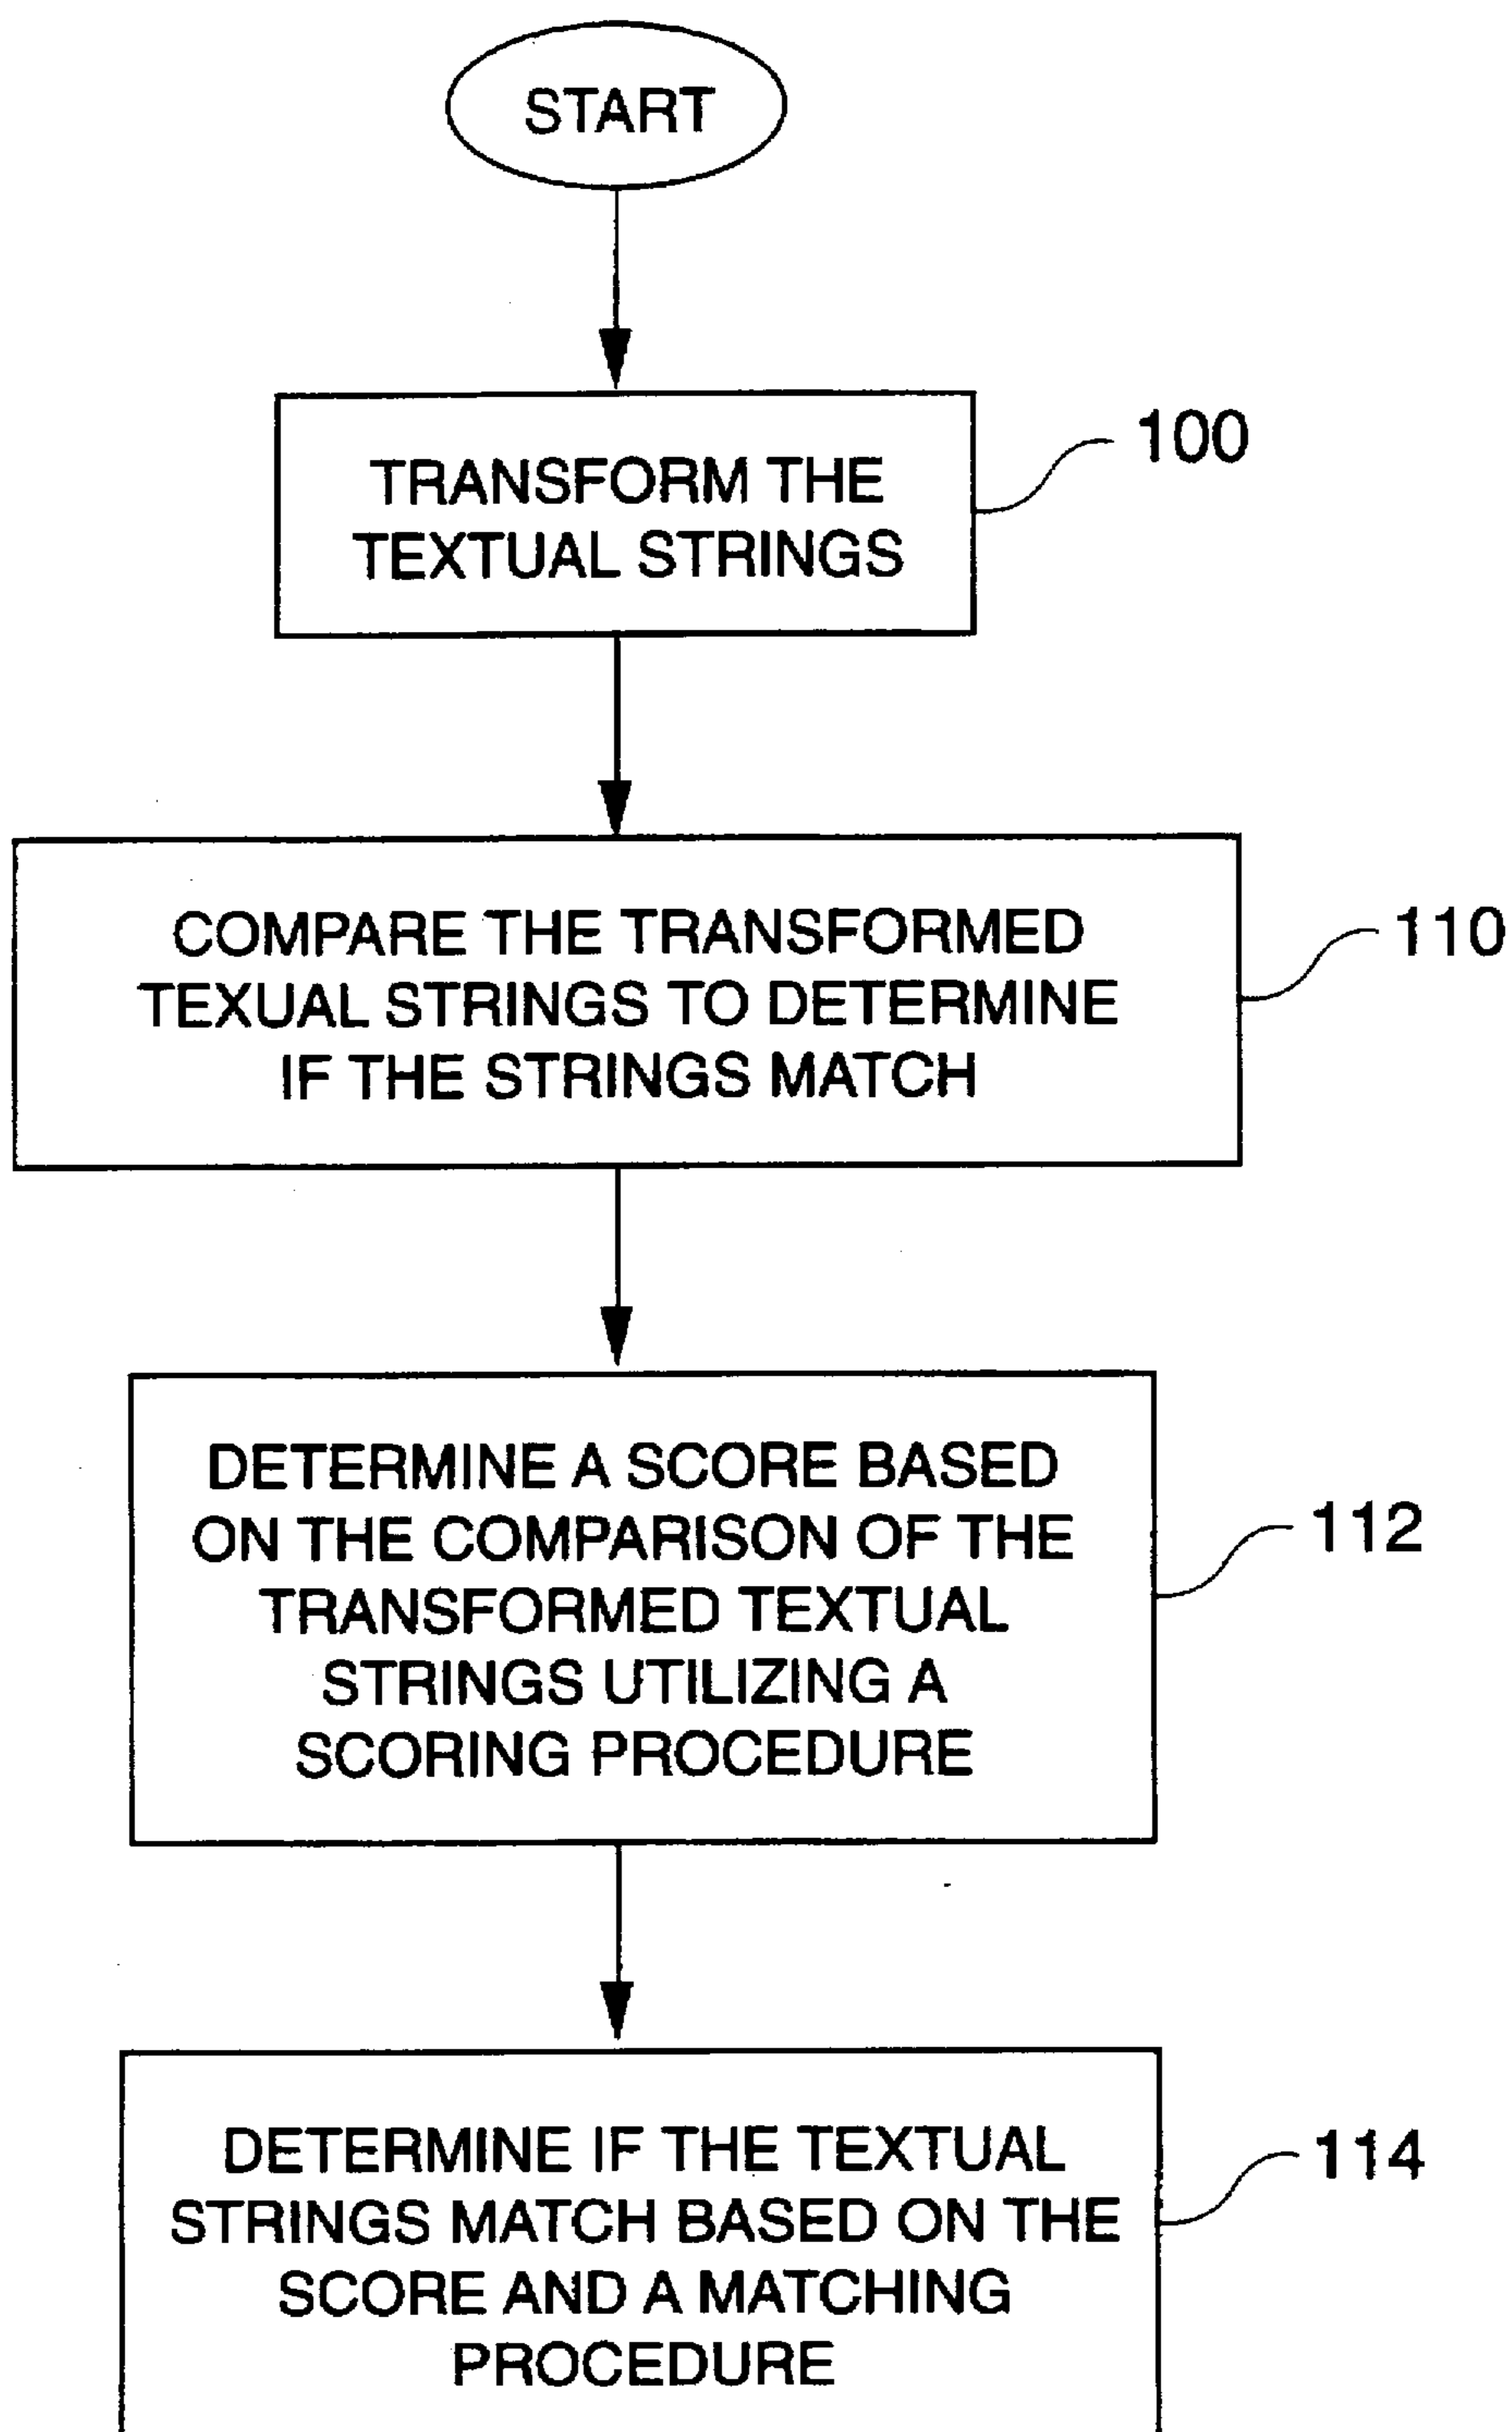 START
TRANSFORM THE
TEXTUAL STRINGS
100
COMPARE THE TRANSFORMED
TEXUAL STRINGS TO DETERMINE
IF THE STRINGS MATCH
110
DETERMINE A SCORE BASED
ON THE COMPARISON OF THE
TRANSFORMED TEXTUAL
STRINGS UTILIZING A
SCORING PROCEDURE
112
DETERMINE IF THE TEXTUAL
STRINGS MATCH BASED ON THE
SCORE AND A MATCHING
PROCEDURE
114